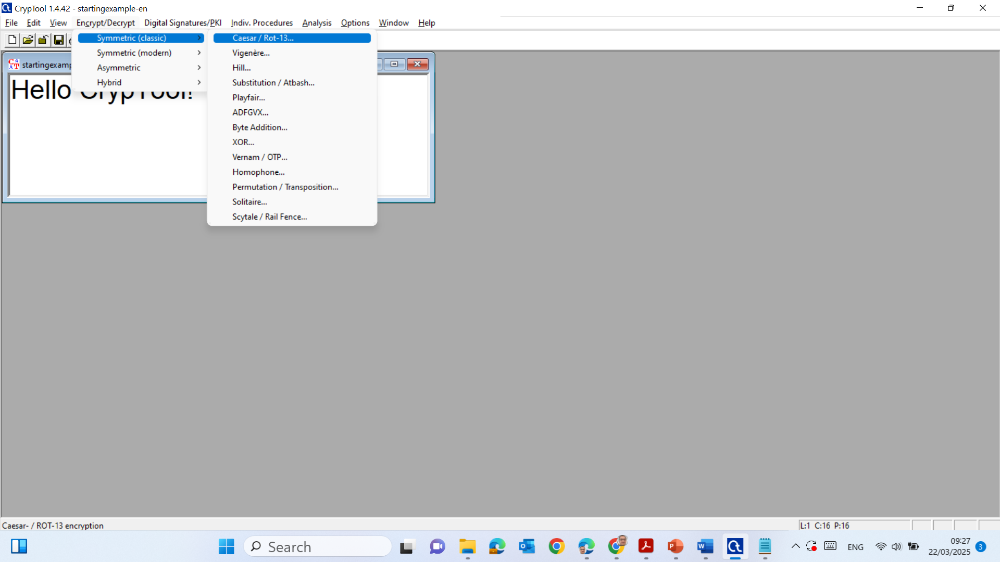 CrypTool 1.4.42 - startingexample-en
File Edit View Encrypt/Decrypt Digital Signatures/PKI Indiv. Procedures Analysis Options Window Help
Symmetric (classic)
Symmetric (modern)
Asymmetric
Hybrid
Caesar / Rot-13...
Vigenère...
Hill...
Substitution / Atbash...
Playfair...
ADFGVX...
Byte Addition...
XOR...
Vernam / OTP...
Homophone...
Permutation / Transposition...
Solitaire...
Scytale / Rail Fence...
startingexamp
Hello CrypTool!
Caesar- / ROT-13 encryption
L:1 C:16 P:16
Search
ENG
09:27
22/03/2025
3